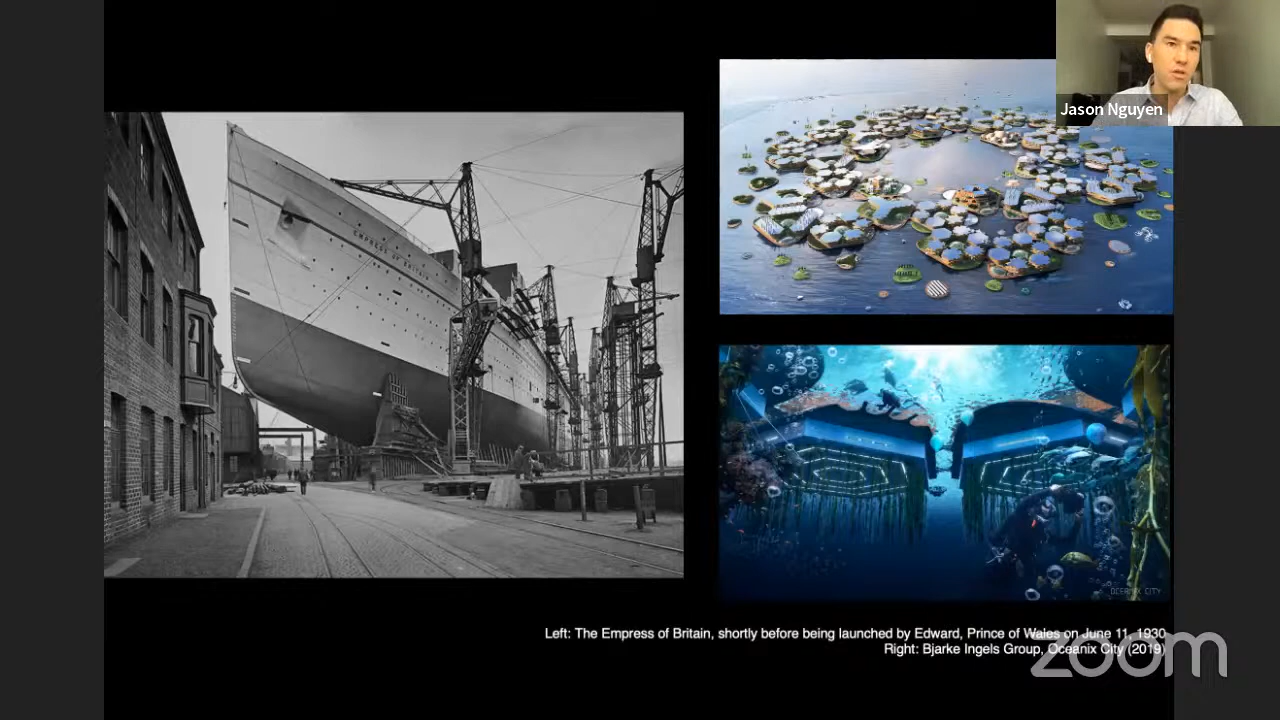 Jason Nguyen
EMPRESS OF BRITAIN
OCEANIX CITY
Left: The Empress of Britain, shortly before being launched by Edward, Prince of Wales on June 11, 1930
Right: Bjarke Ingels Group, Oceanix City (2019)
zoom